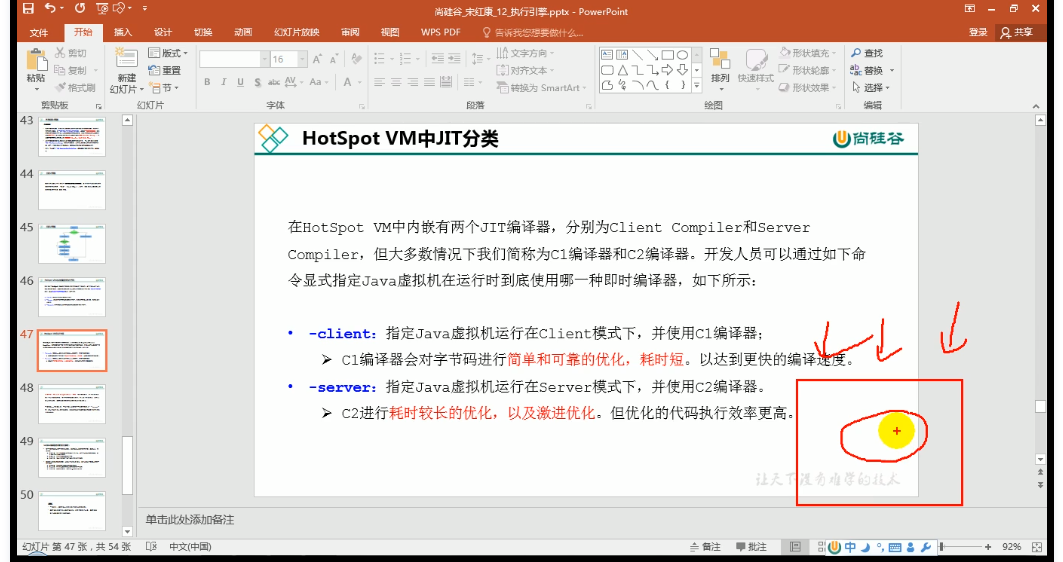 尚硅谷_宋红康_12_执行引擎.pptx - PowerPoint
文件 开始 插入 设计 切换 动画 幻灯片放映 审阅 视图 WPS PDF 告诉我您想要做什么... 登录 共享
剪切
复制
格式刷
粘贴
剪贴板
新建
幻灯片
版式
重置
节
幻灯片
16
B I U S abc AV Aa A
字体
文字方向
对齐文本
转换为 SmartArt
段落
排列
快速样式
形状填充
形状轮廓
形状效果
绘图
查找
替换
选择
编辑
43
44
45
46
47
48
49
50
HotSpot VM中JIT分类
尚硅谷
在HotSpot VM中内嵌有两个JIT编译器，分别为Client Compiler和Server
Compiler，但大多数情况下我们简称为C1编译器和C2编译器。开发人员可以通过如下命
令显式指定Java虚拟机在运行时到底使用哪一种即时编译器，如下所示：
• -client：指定Java虚拟机运行在Client模式下，并使用C1编译器；
➢ C1编译器会对字节码进行简单和可靠的优化，耗时短。以达到更快的编译速度。
• -server：指定Java虚拟机运行在Server模式下，并使用C2编译器。
➢ C2进行耗时较长的优化，以及激进优化。但优化的代码执行效率更高。
让天下没有难学的技术
单击此处添加备注
幻灯片 第 47 张，共 54 张 中文(中国) 备注 批注 中 92%